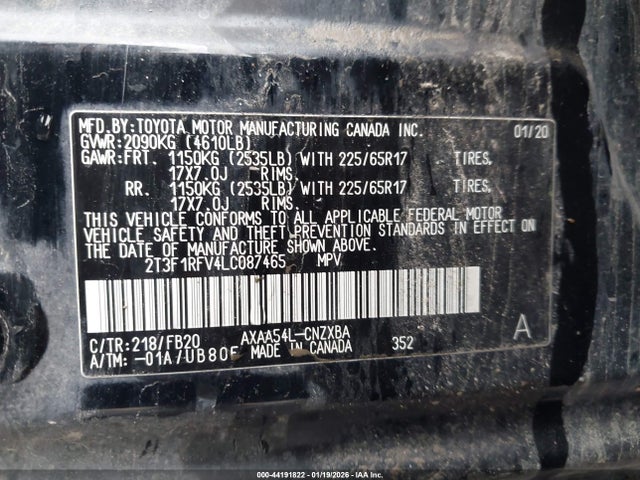 MFD.BY:TOYOTA MOTOR MANUFACTURING CANADA INC. 01/20
GVWR:2090KG (4610LB)
GAWR:FRT. 1150KG (2535LB) WITH 225/65R17 TIRES,
17X7.0J RIMS.
RR. 1150KG (2535LB) WITH 225/65R17 TIRES,
17X7.0J RIMS.
THIS VEHICLE CONFORMS TO ALL APPLICABLE FEDERAL MOTOR
VEHICLE SAFETY AND THEFT PREVENTION STANDARDS IN EFFECT ON
THE DATE OF MANUFACTURE SHOWN ABOVE.
2T3F1RFV4LC087465 MPV
C/TR:218/FB20 AXAA54L-CNZXBA A
A/TM:-01A/UB80F MADE IN CANADA 352
000-44191822 - 01/19/2026 - IAAI.com